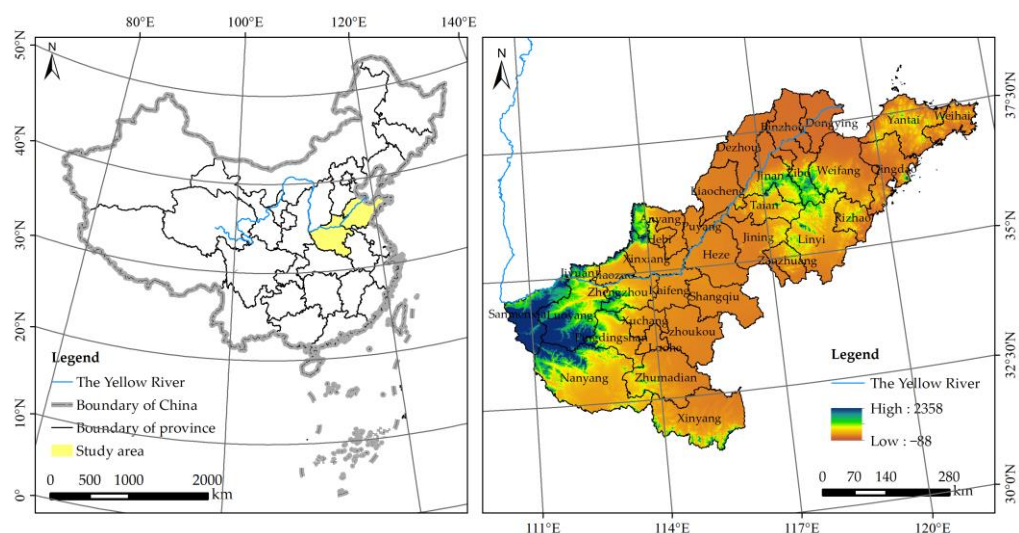 80°E 100°E 120°E 140°E
50°N
40°N
30°N
20°N
10°N
0°
N
Legend
The Yellow River
Boundary of China
Boundary of province
Study area
0 500 1000 2000
km
N
37°30'N
35°N
32°30'N
30°0'N
111°E 114°E 117°E 120°E
Dongying
Binzhou
Yantai
Weihai
Dezhou
Jinan
Zibo
Weifang
Qingdao
Liaocheng
Taian
Rizhao
Anyang
Hebi
Puyang
Jining
Linyi
Xinxiang
Heze
Zaozhuang
Jiyuan
Jiaozuo
Zhengzhou
Kaifeng
Shangqiu
Sanmenxia
Luoyang
Xuchang
Zhoukou
Pingdingshan
Luohe
Nanyang
Zhumadian
Xinyang
Legend
The Yellow River
High : 2358
Low : −88
0 70 140 280
km